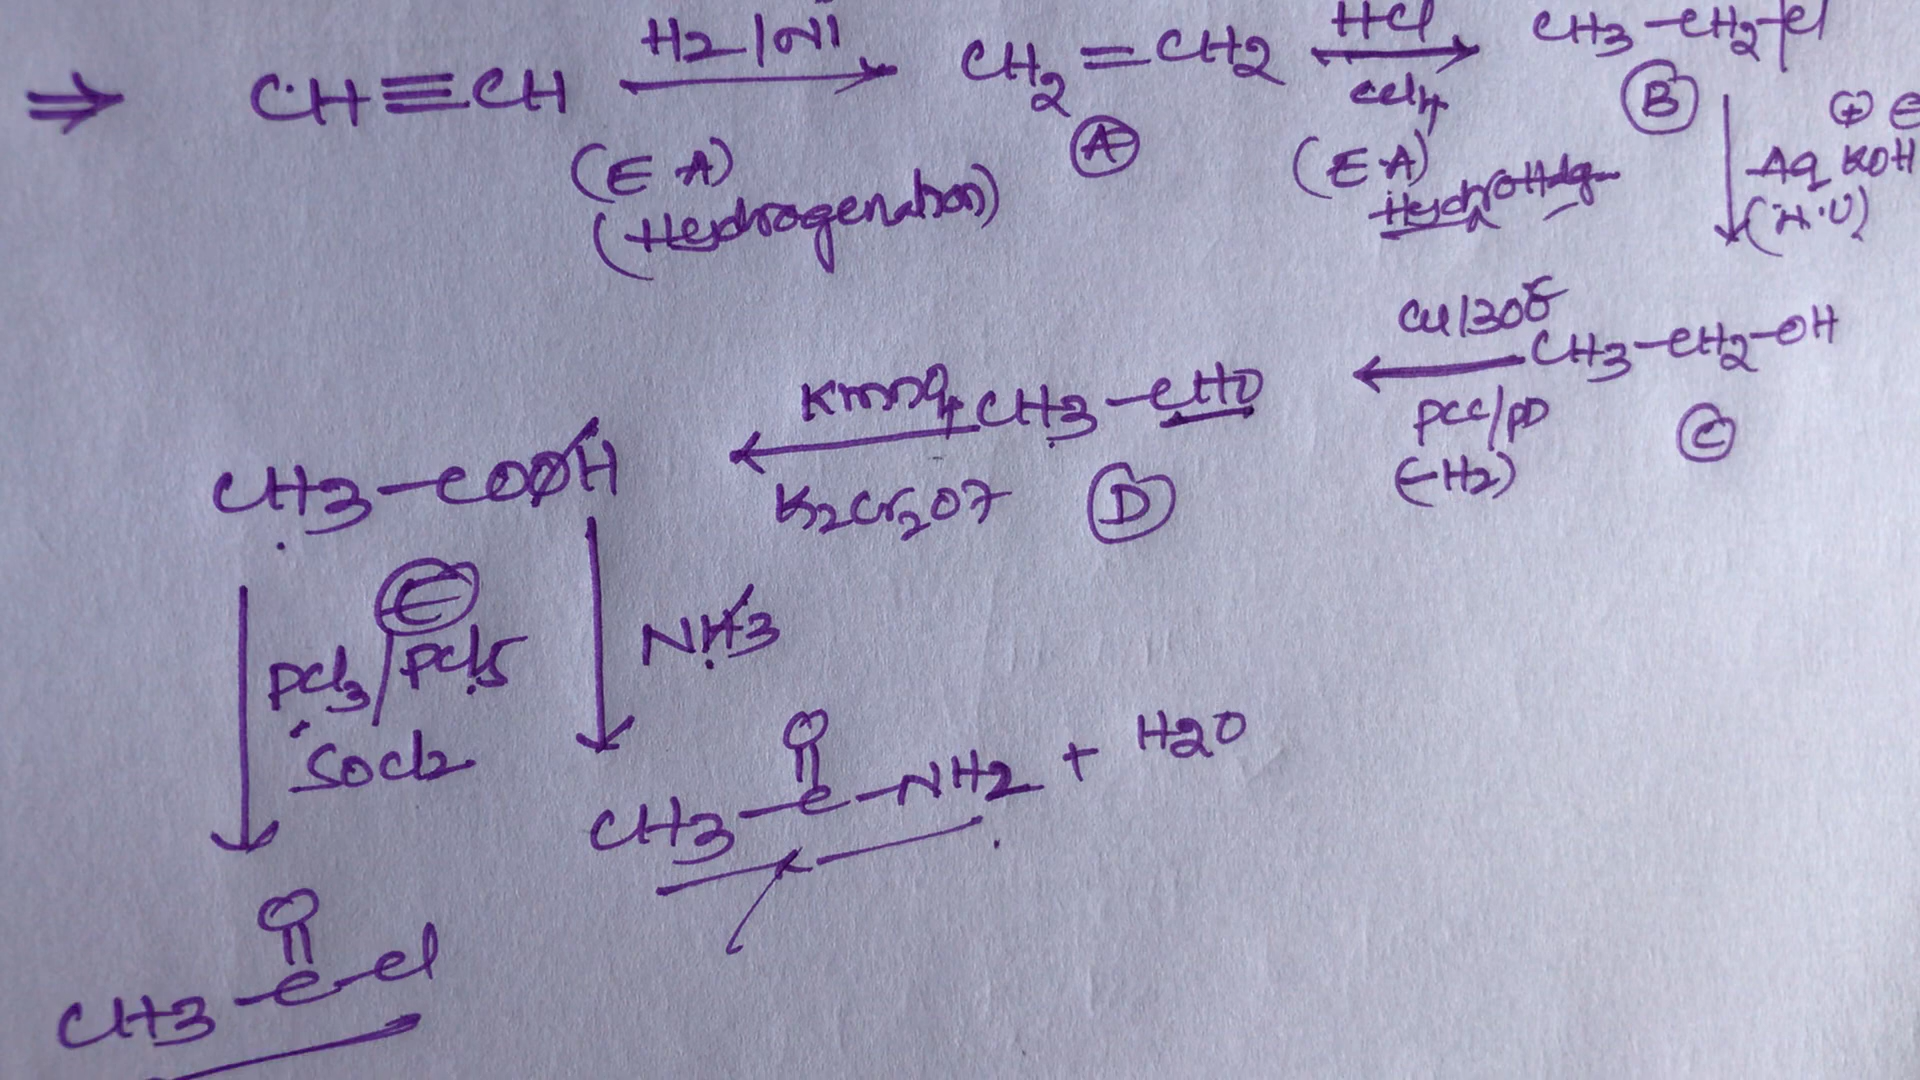 ⇒ CH≡CH H2/Ni CH2=CH2 HCl CH3-CH2-Cl
CCl4
(E A) (A) (E·A) (B)
(Hydrogenation)
⊕ ⊖
Aq KOH
Cu/300
CH3-CH2-OH
PCC/PD
(-H2)
(C)
KMnO4 CH3-CHO
K2Cr2O7 (D)
CH3-COOH
(E)
PCl3/PCl5 NH3
SOCl2
O
||
CH3-C-NH2 + H2O
O
||
CH3-C-Cl